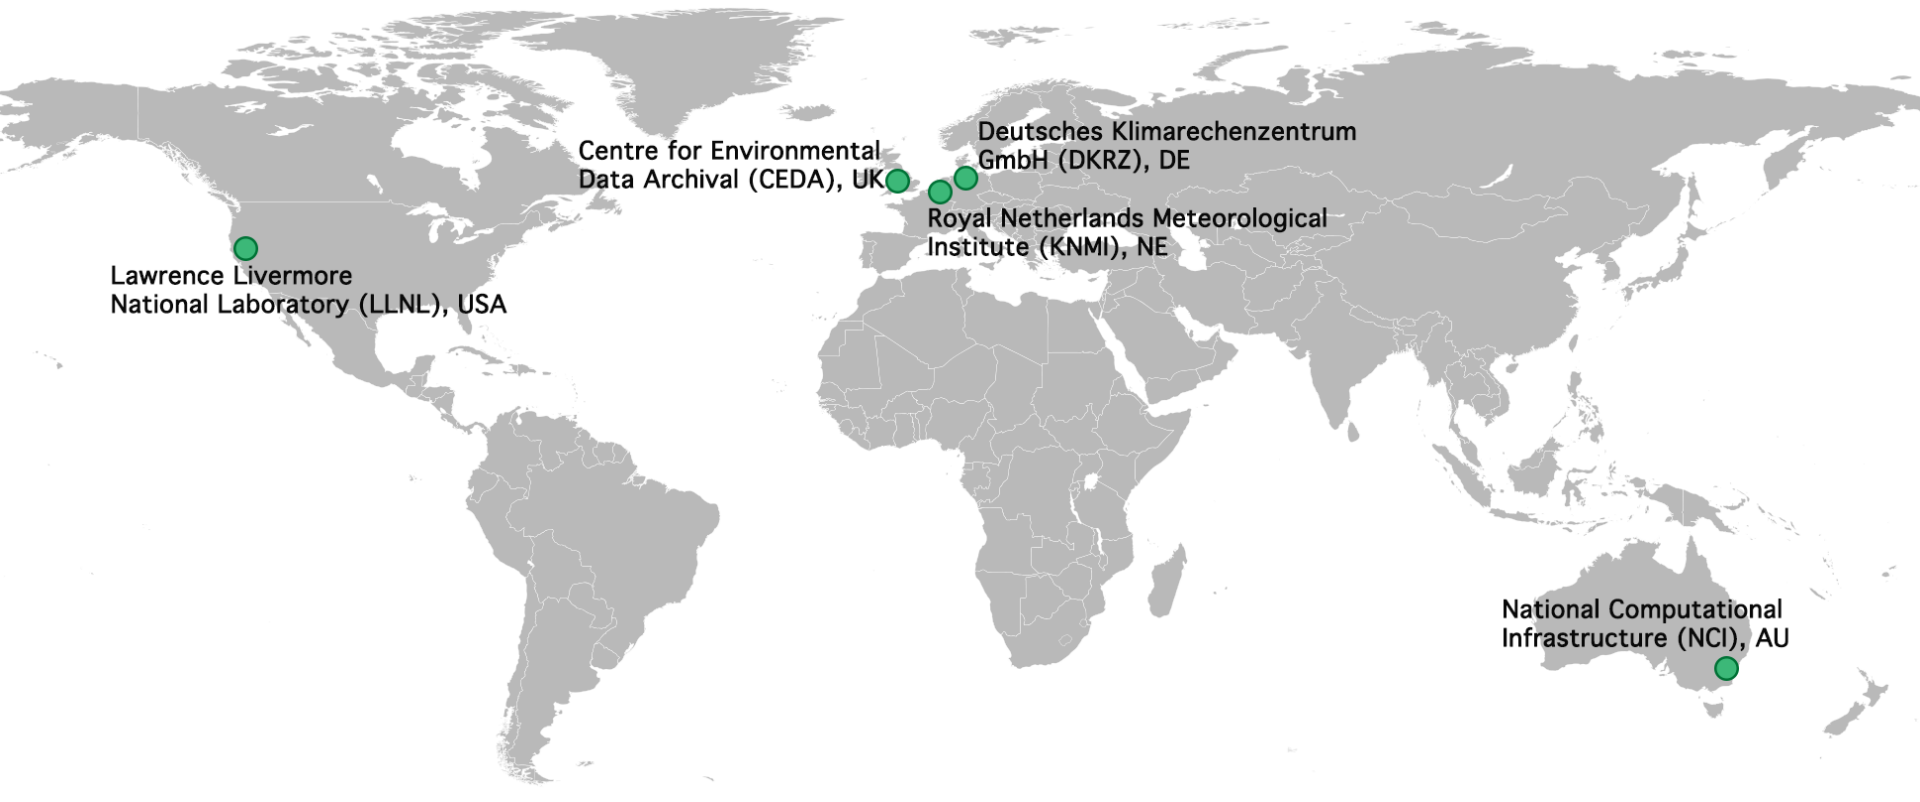 Centre for Environmental
Data Archival (CEDA), UK
Deutsches Klimarechenzentrum
GmbH (DKRZ), DE
Royal Netherlands Meteorological
Institute (KNMI), NE
Lawrence Livermore
National Laboratory (LLNL), USA
National Computational
Infrastructure (NCI), AU